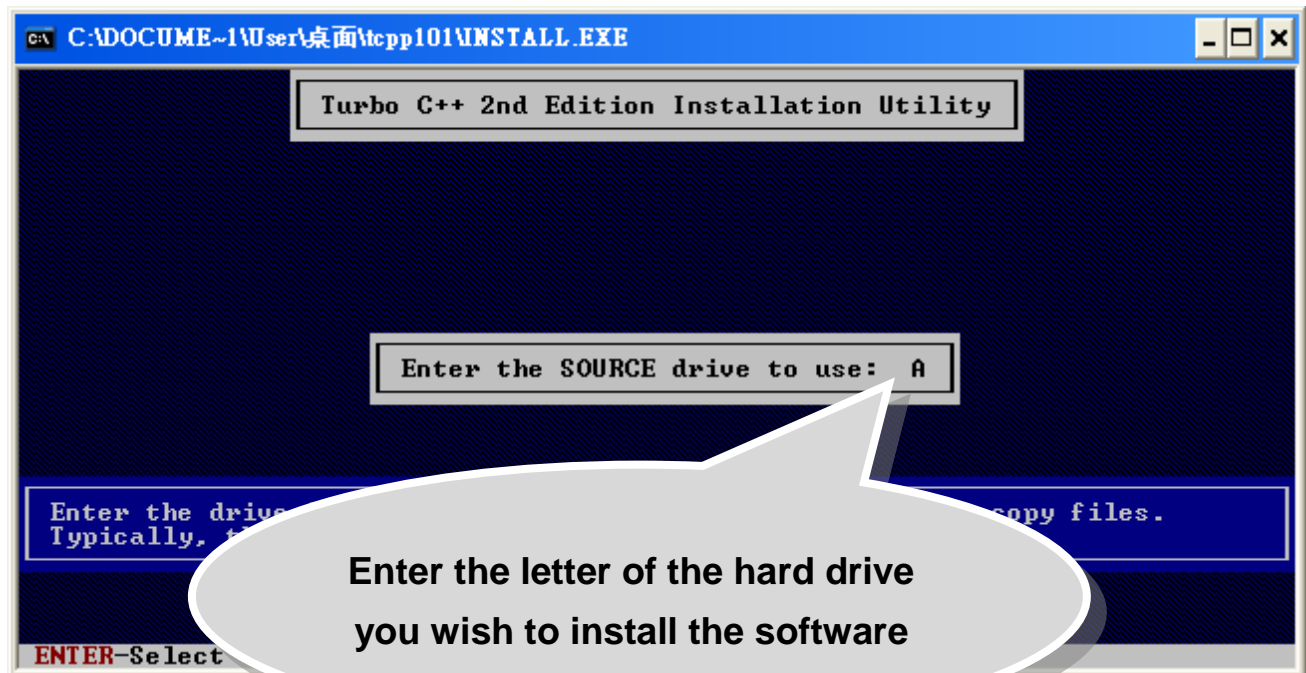 C:\DOCUME~1\User\桌面\tcpp101\INSTALL.EXE
Turbo C++ 2nd Edition Installation Utility
Enter the SOURCE drive to use: A
Enter the drive
copy files.
Typically,
Enter the letter of the hard drive
you wish to install the software
ENTER-Select